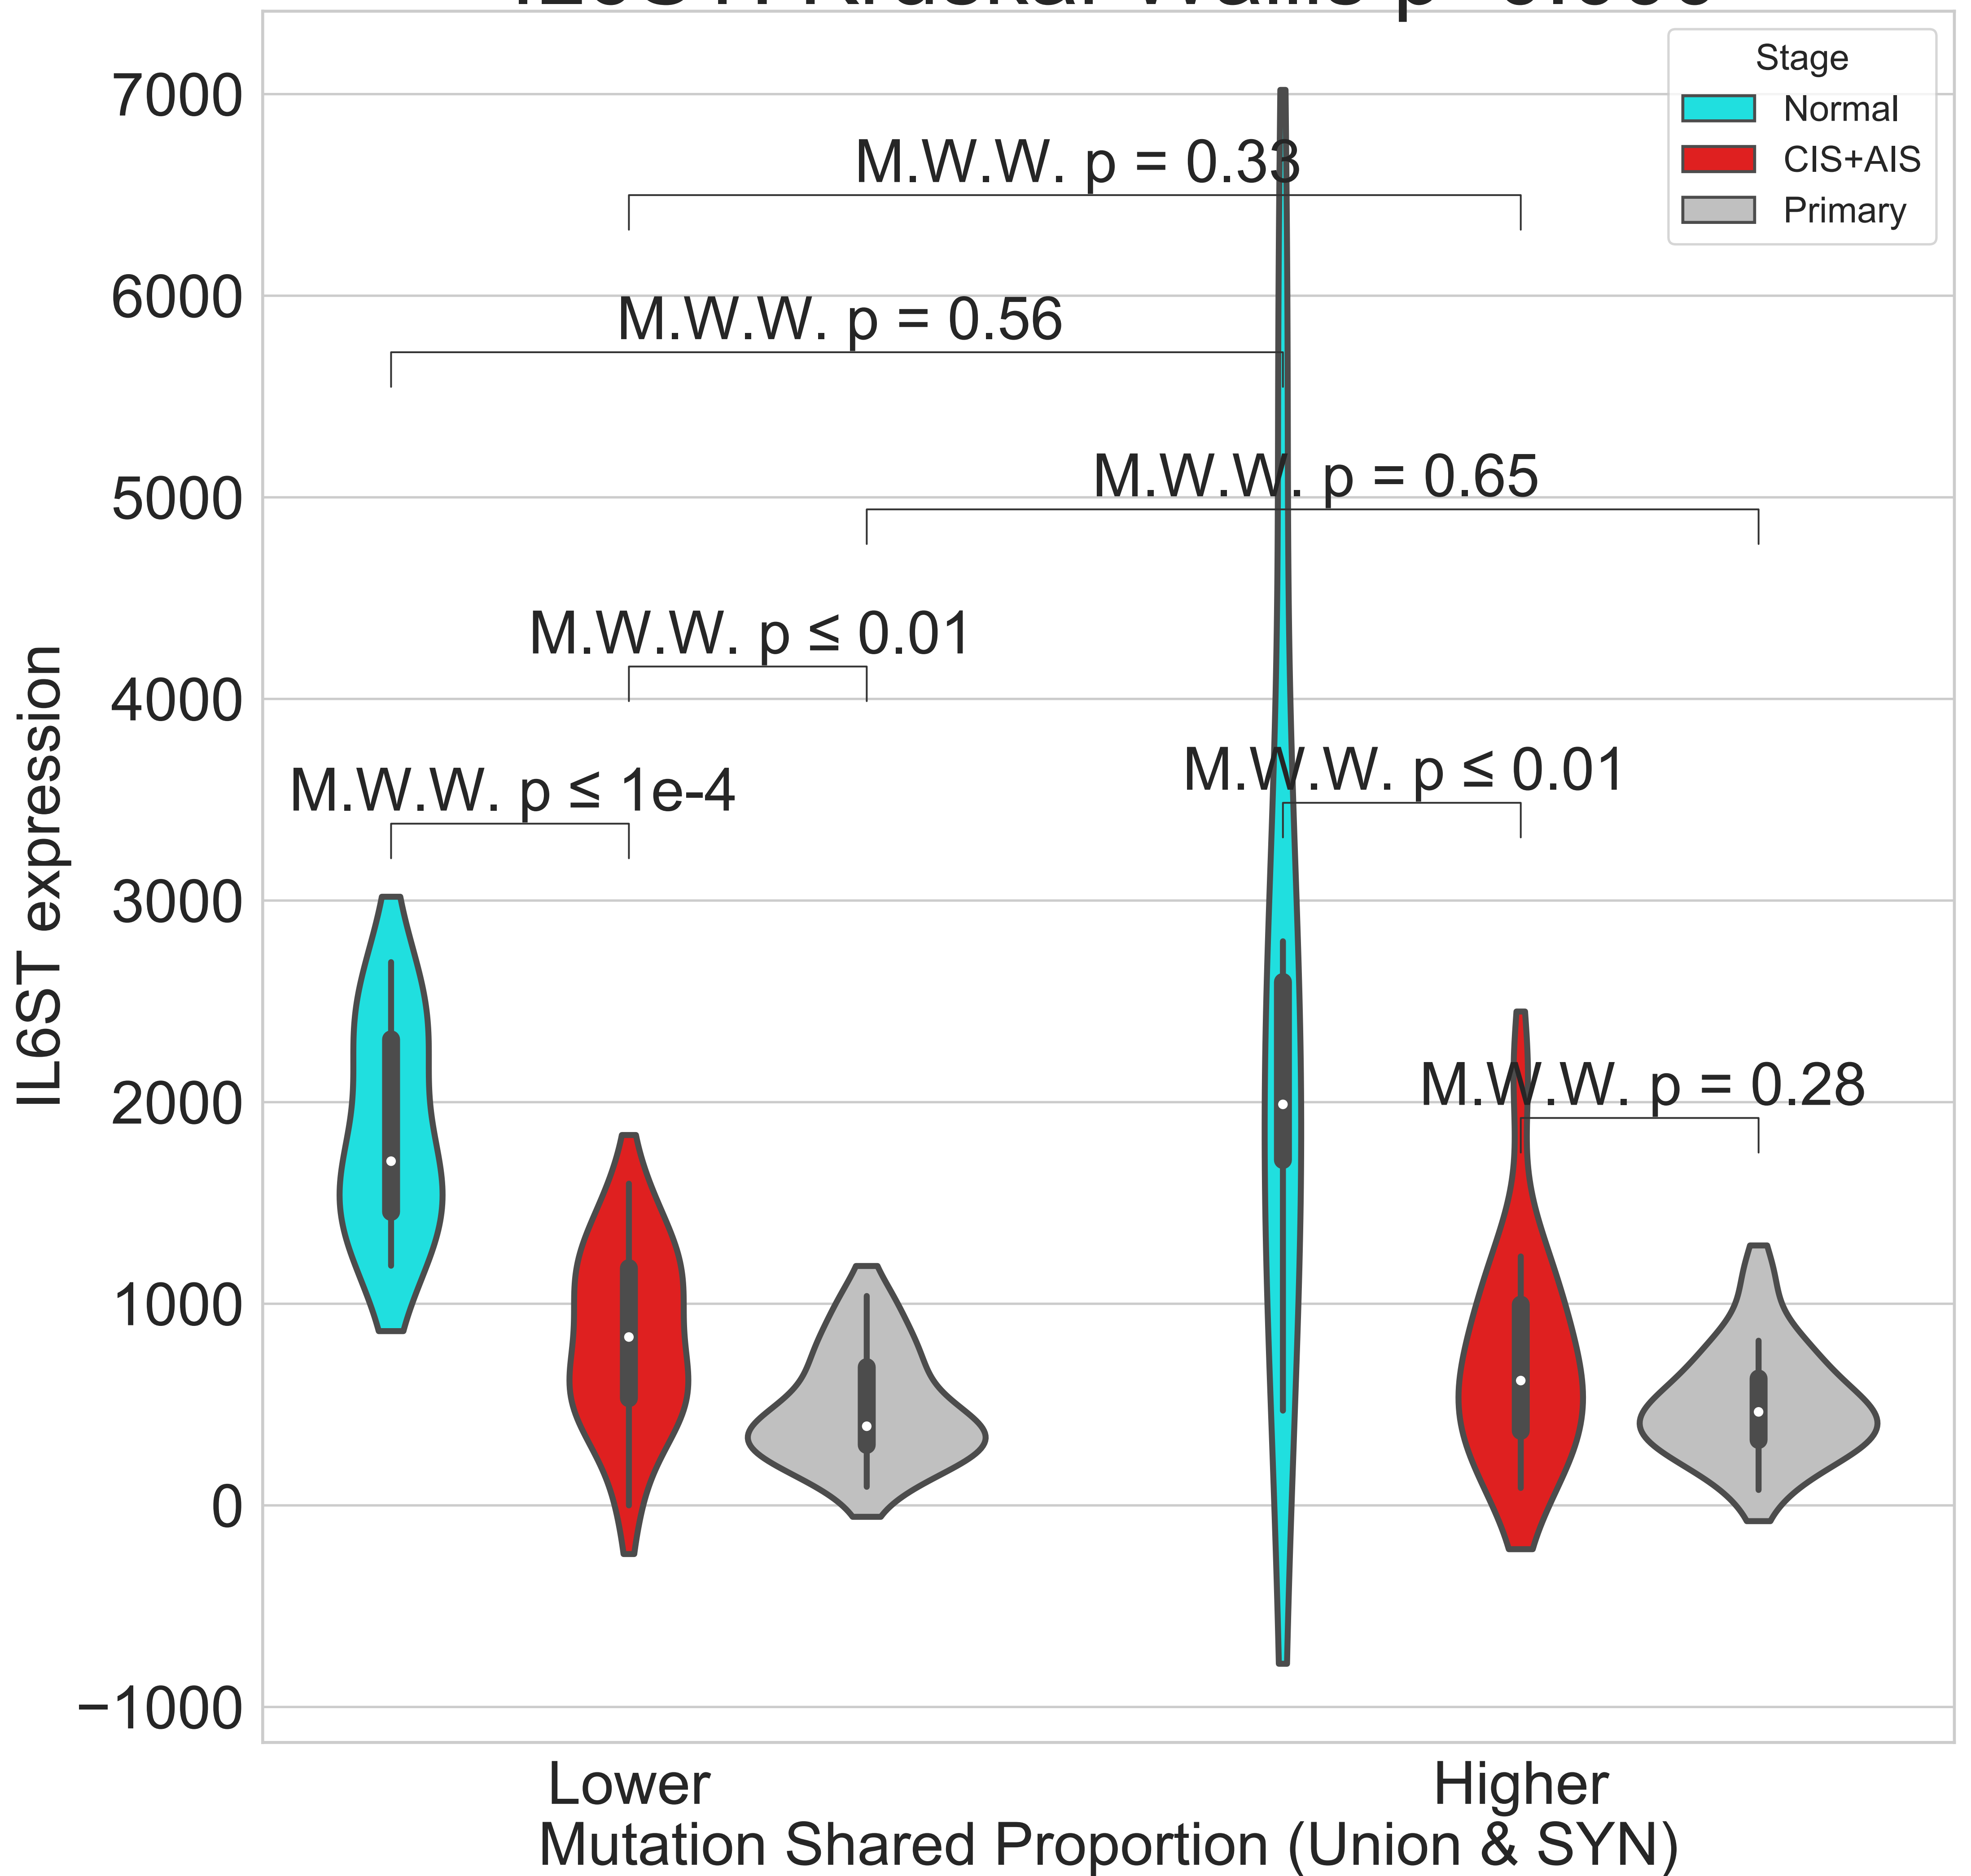 Stage
Normal
CIS+AIS
Primary
7000
6000
5000
4000
3000
2000
1000
0
−1000
IL6ST expression
M.W.W. p = 0.33
M.W.W. p = 0.56
M.W.W. p = 0.65
M.W.W. p ≤ 0.01
M.W.W. p ≤ 1e-4
M.W.W. p ≤ 0.01
M.W.W. p = 0.28
Lower
Higher
Mutation Shared Proportion (Union & SYN)